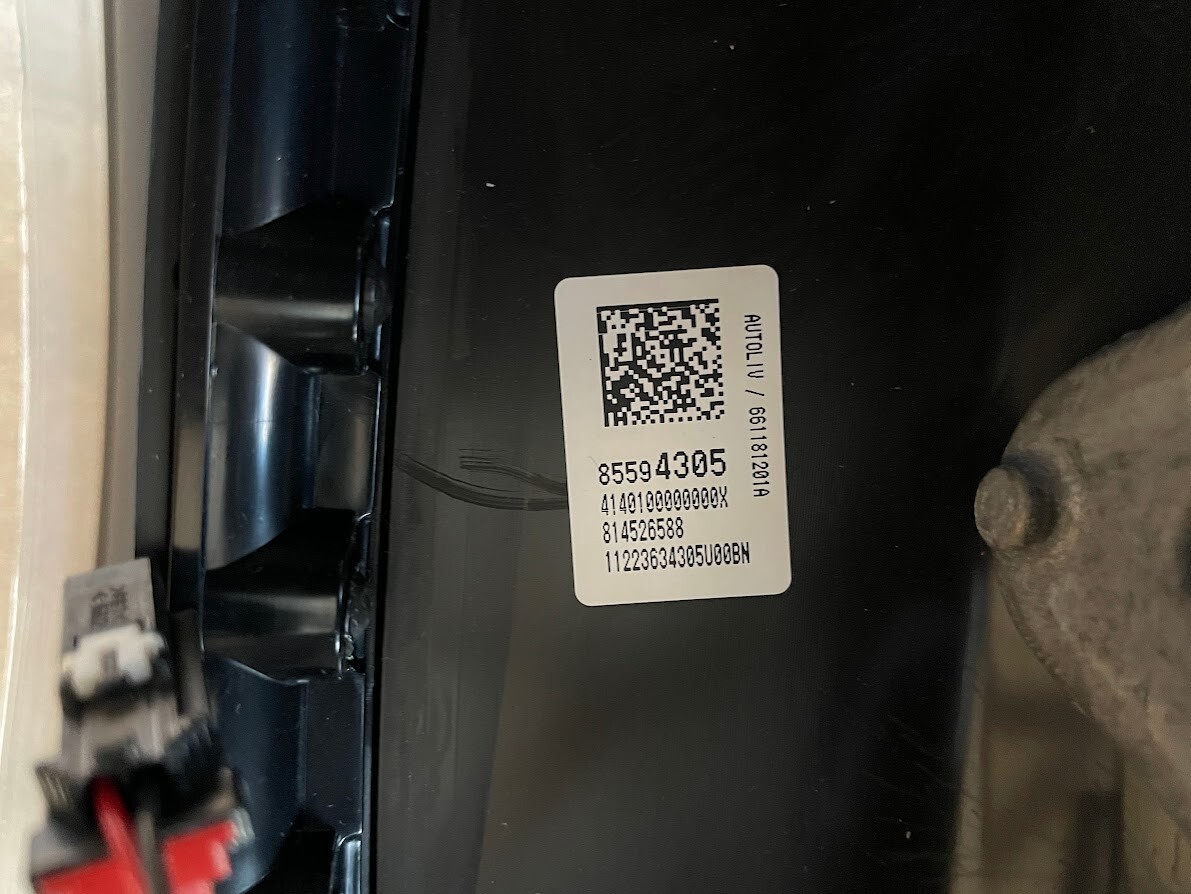 85594305
4140100000000X
814526588
11223634305U00BN
AUTOLIV / 661181201A